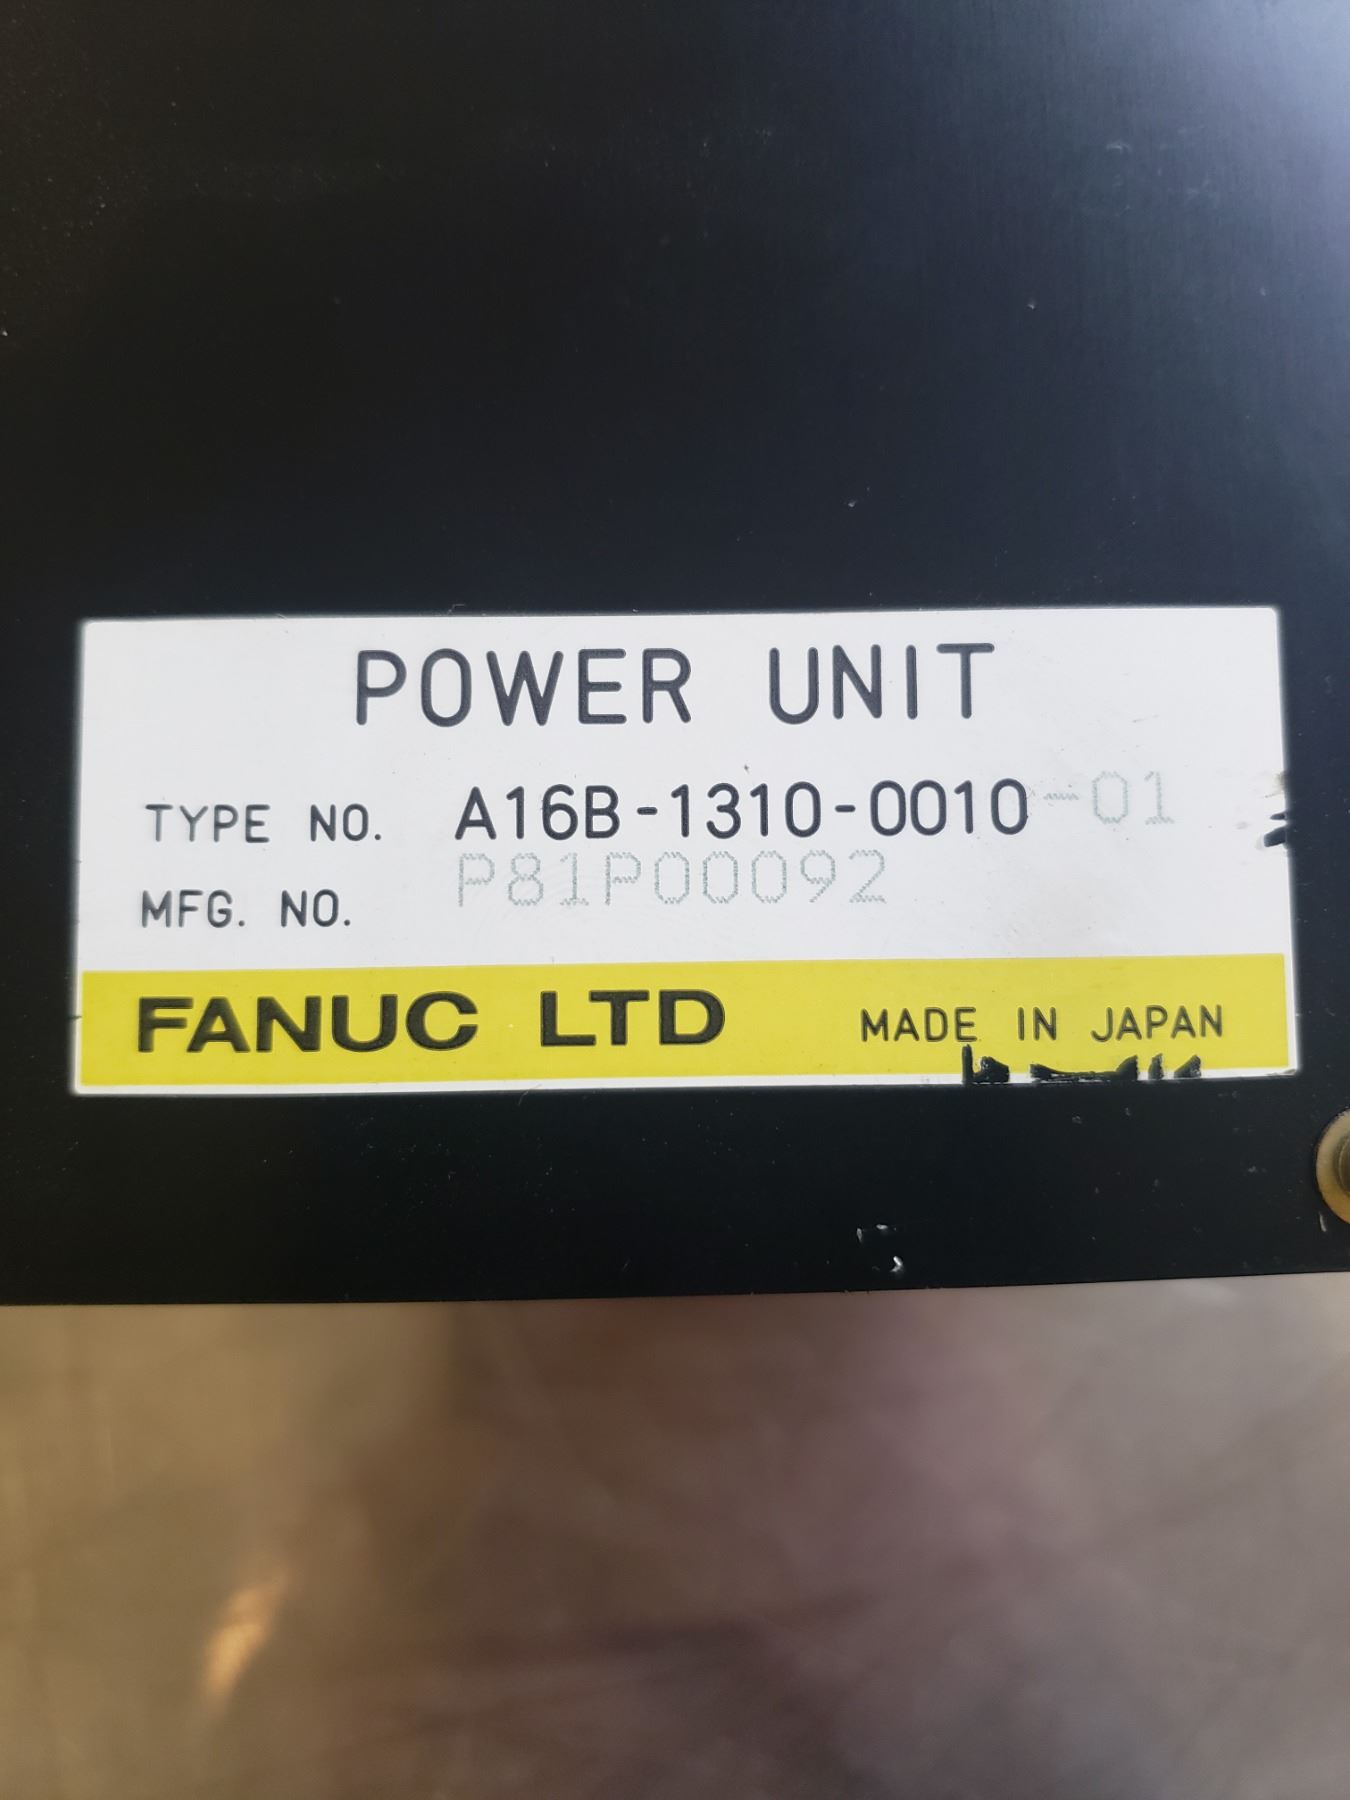 POWER UNIT
TYPE NO. A16B-1310-0010-01
MFG. NO. P81P00092
FANUC LTD MADE IN JAPAN